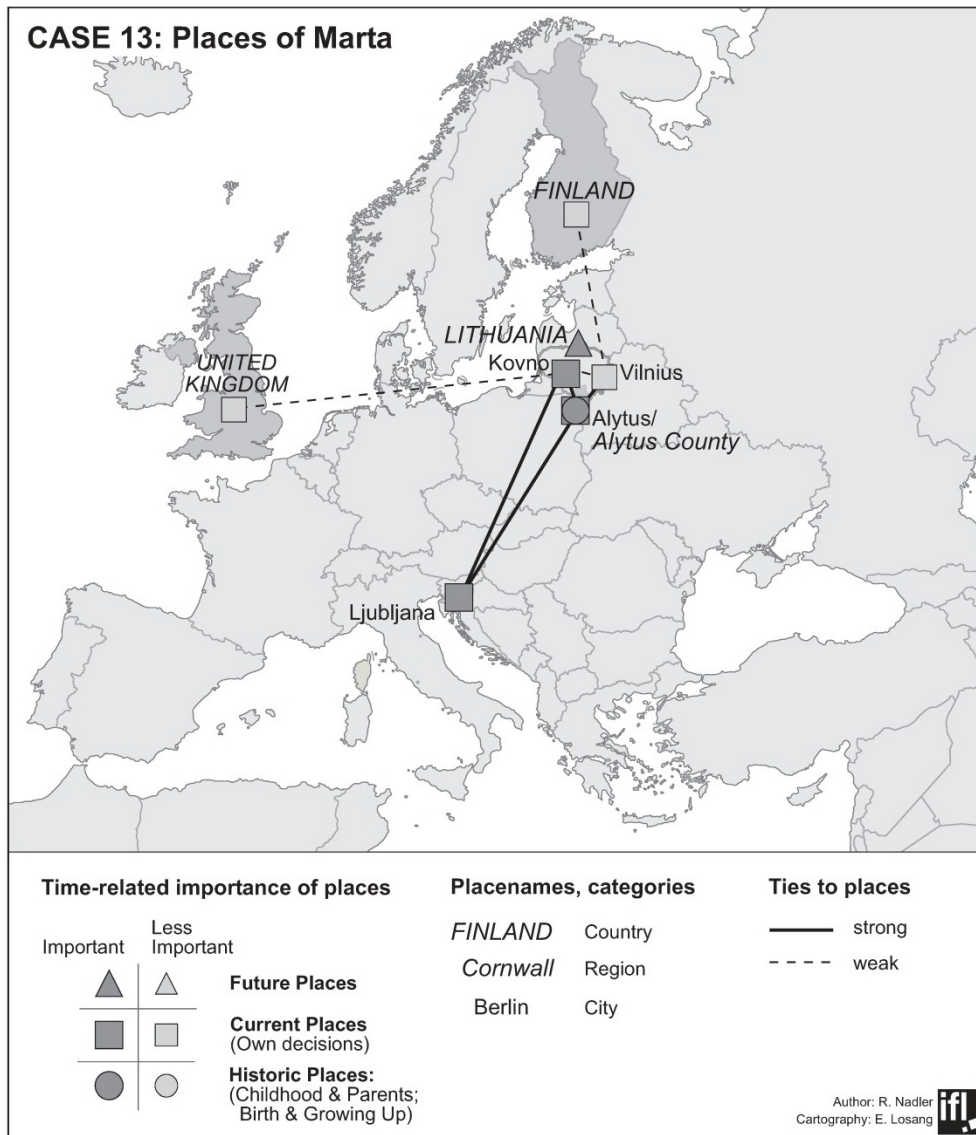 CASE 13: Places of Marta
FINLAND
LITHUANIA
Kovno
Vilnius
UNITED
KINGDOM
Alytus/
Alytus County
Ljubljana
Time-related importance of places
Important
Less
Important
Future Places
Current Places
(Own decisions)
Historic Places:
(Childhood & Parents;
Birth & Growing Up)
Placenames, categories
FINLAND Country
Cornwall Region
Berlin City
Ties to places
strong
weak
Author: R. Nadler
Cartography: E. Losang
ifl